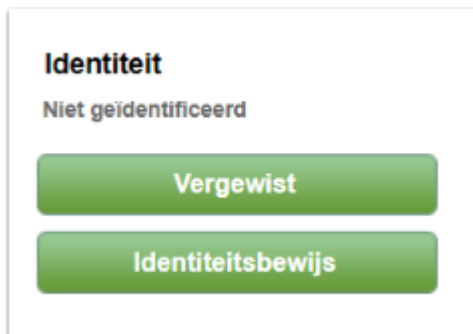 Identiteit
Niet geïdentificeerd
Vergewist
Identiteitsbewijs